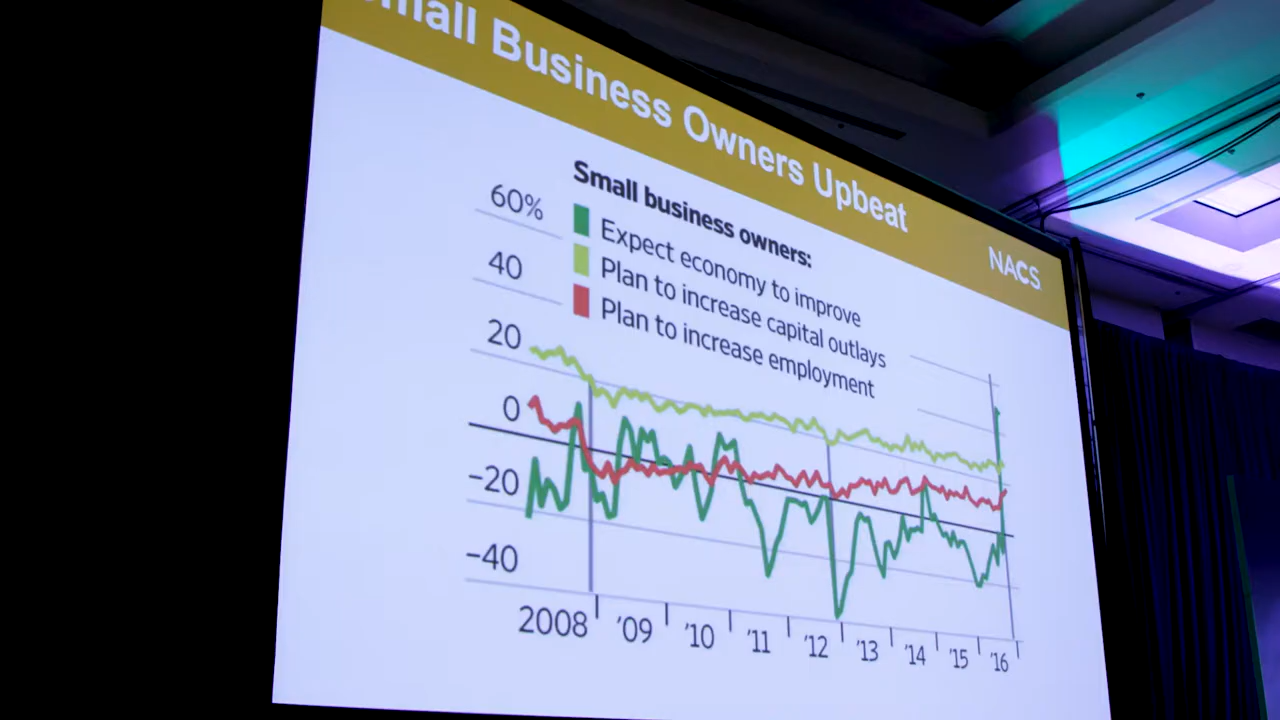 Small Business Owners Upbeat
NACS
Small business owners:
Expect economy to improve
Plan to increase capital outlays
Plan to increase employment
60%
40
20
0
-20
-40
2008 '09 '10 '11 '12 '13 '14 '15 '16